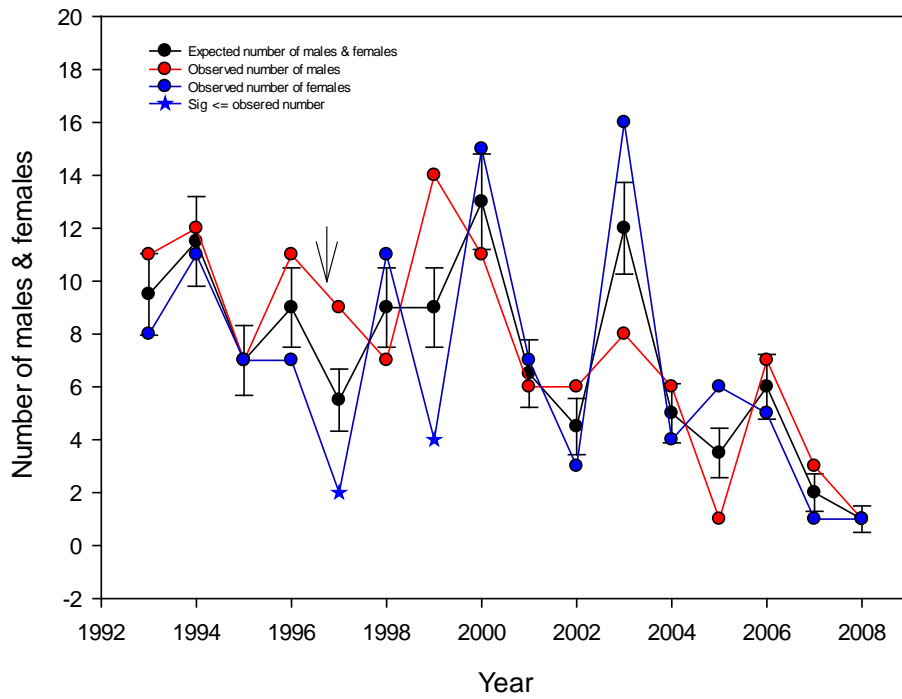 20
18
16
14
12
10
8
6
4
2
0
-2
Number of males & females
Expected number of males & females
Observed number of males
Observed number of females
Sig <= obsered number
1992 1994 1996 1998 2000 2002 2004 2006 2008
Year